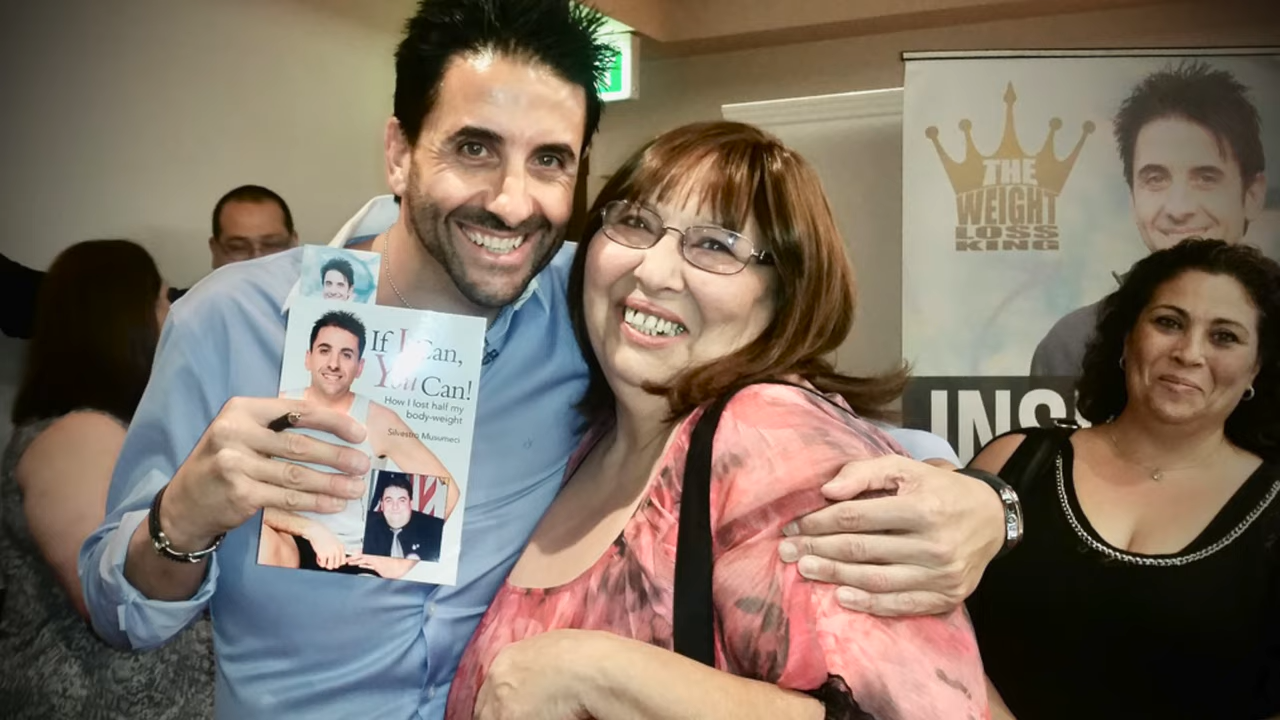 If I Can,
You Can!
How I lost half my
body-weight
Silvestro Musumeci
THE
WEIGHT
LOSS
KING
INS